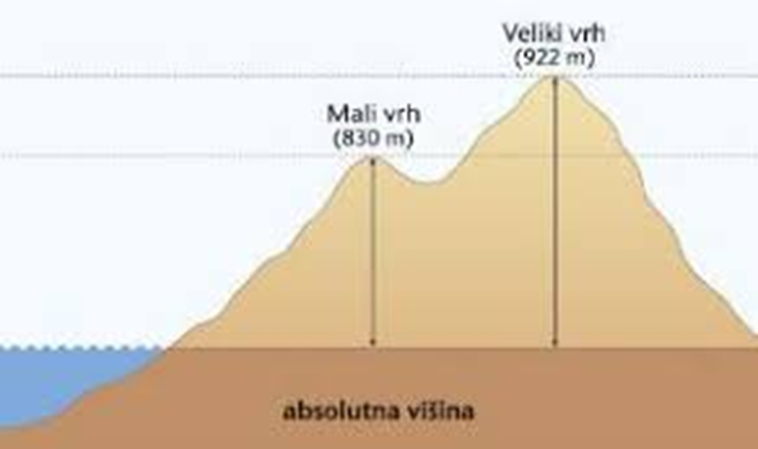 Veliki vrh
(922 m)
Mali vrh
(830 m)
absolutna višina